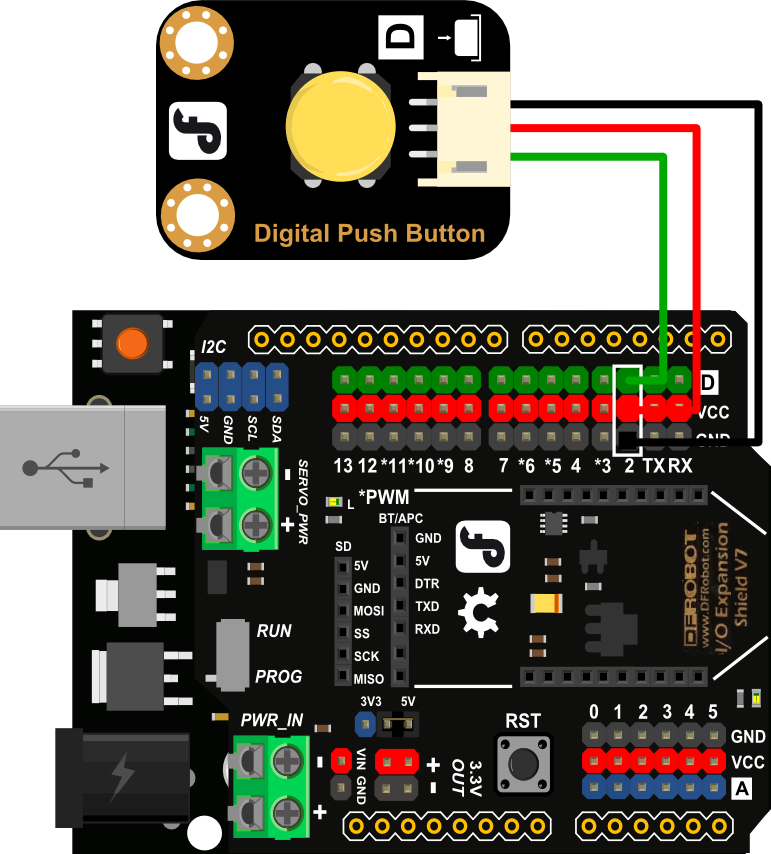 D
Digital Push Button
I2C
5V
GND
SCL
SDA
D
VCC
GND
13 12 *11 *10 *9 8 7 *6 *5 4 *3 2 TX RX
SERVO_PWR
-
+
L
*PWM
BT/APC
GND
5V
DTR
TXD
RXD
SD
5V
GND
MOSI
SS
SCK
MISO
DFROBOT
www.DFRobot.com
I/O Expansion
Shield V7
RUN
PROG
3V3 5V
PWR_IN
-
+
VIN
GND
+
-
3.3V
OUT
RST
0 1 2 3 4 5
GND
VCC
A